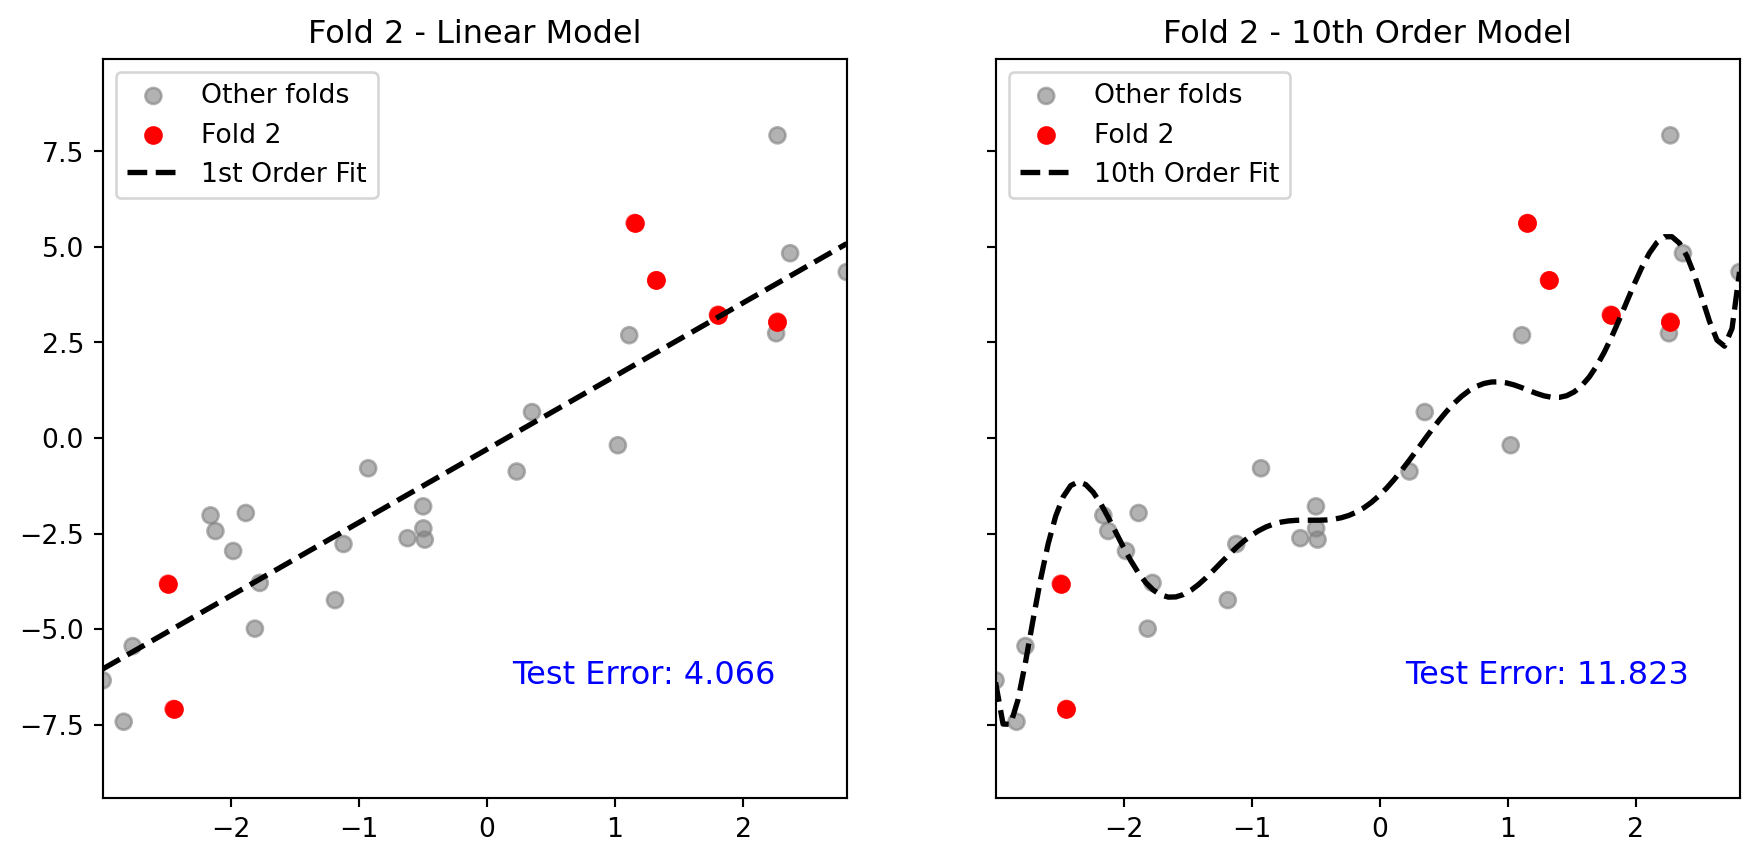 Fold 2 - Linear Model
Other folds
Fold 2
1st Order Fit
7.5
5.0
2.5
0.0
−2.5
−5.0
−7.5
Test Error: 4.066
−2 −1 0 1 2
Fold 2 - 10th Order Model
Other folds
Fold 2
10th Order Fit
Test Error: 11.823
−2 −1 0 1 2